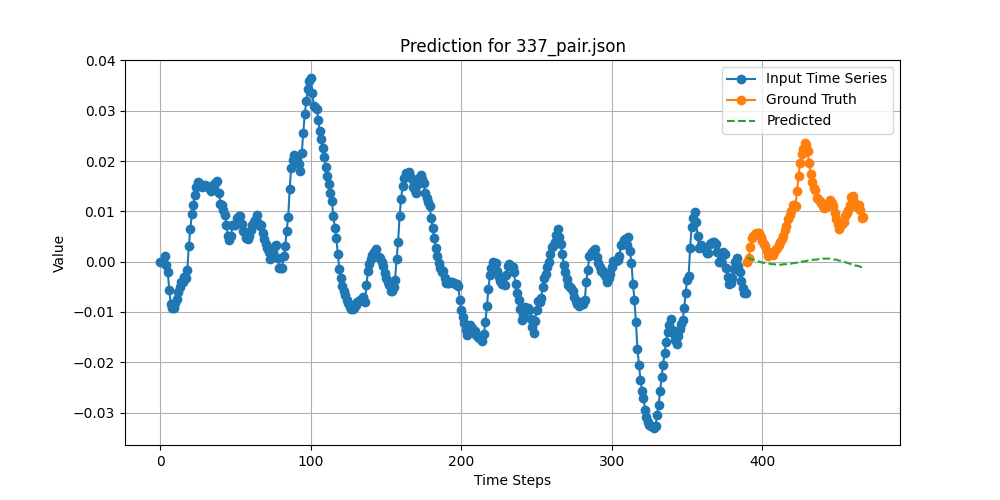 Prediction for 337_pair.json
Input Time Series
Ground Truth
Predicted
0.04
0.03
0.02
0.01
0.00
−0.01
−0.02
−0.03
Value
0
100
200
300
400
Time Steps